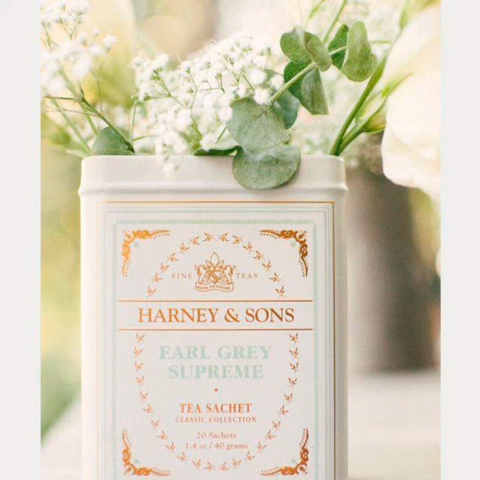 FINE TEAS
HARNEY & SONS
EARL GREY
SUPREME
TEA SACHET
CLASSIC COLLECTION
20 Sachets
1.4 oz / 40 grams